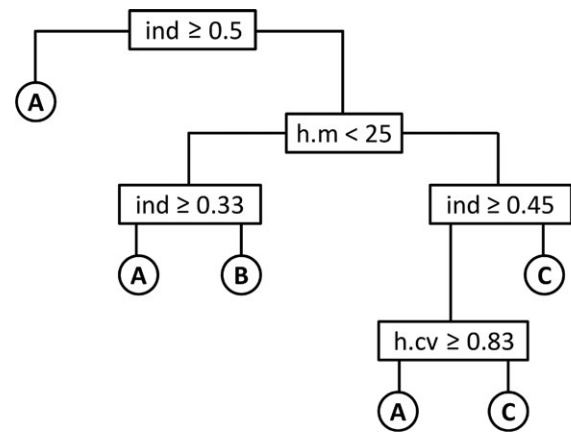 ind ≥ 0.5
A
h.m < 25
ind ≥ 0.33
ind ≥ 0.45
A
B
C
h.cv ≥ 0.83
A
C